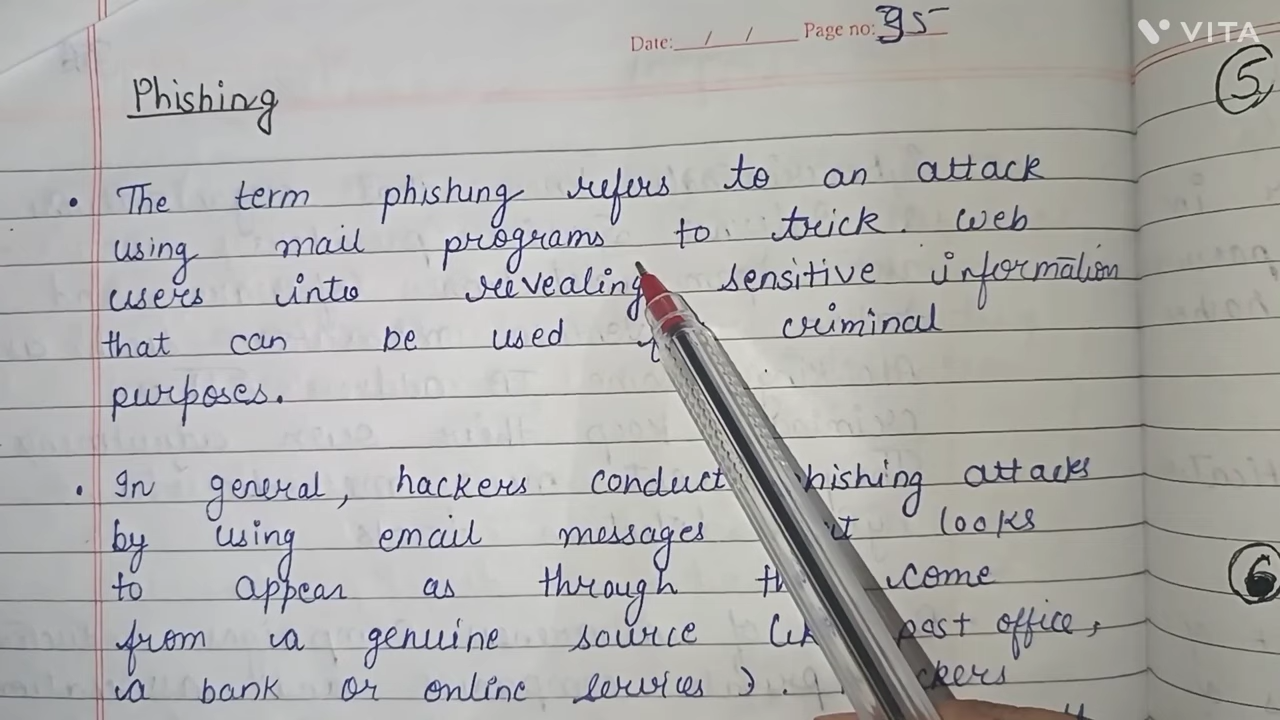 Date: / / Page no: 95
VITA
5
Phishing
• The term phishing refers to an attack
using mail programs to trick web
users into revealing sensitive information
that can be used criminal
purposes.
• In general, hackers conduct hishing attacks
by using email messages looks
to appear as through come
from a genuine source post office,
6
a bank or online services).